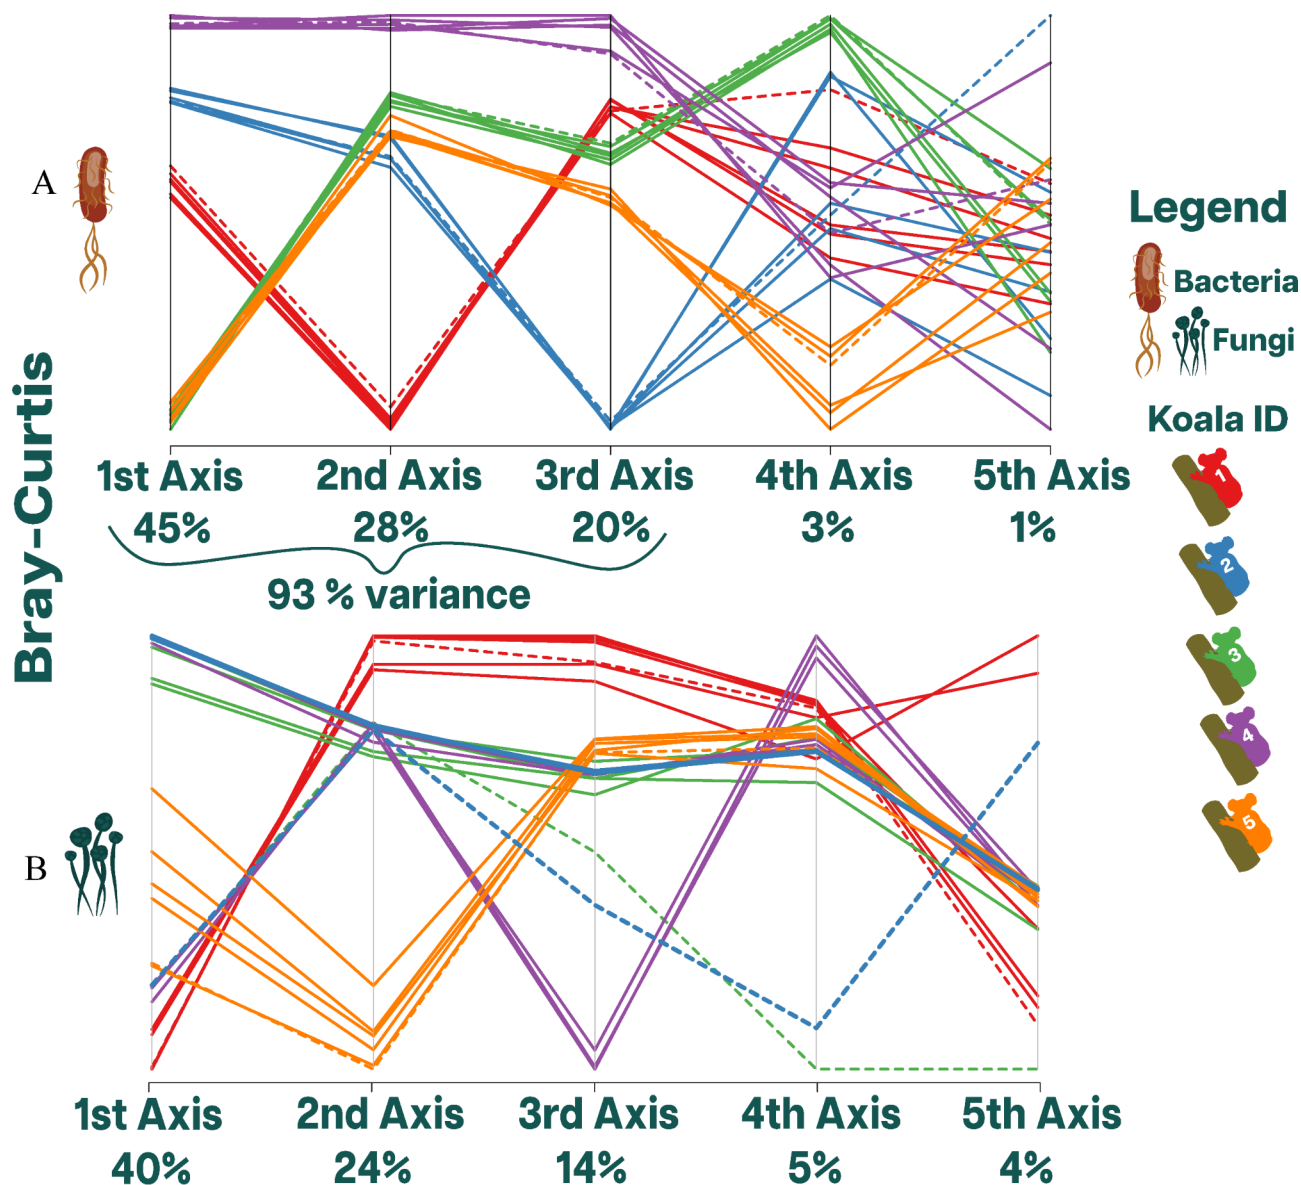 A
Bray-Curtis
1st Axis 2nd Axis 3rd Axis 4th Axis 5th Axis
45% 28% 20% 3% 1%
93 % variance
Legend
Bacteria
Fungi
Koala ID
1
2
3
4
5
B
1st Axis 2nd Axis 3rd Axis 4th Axis 5th Axis
40% 24% 14% 5% 4%